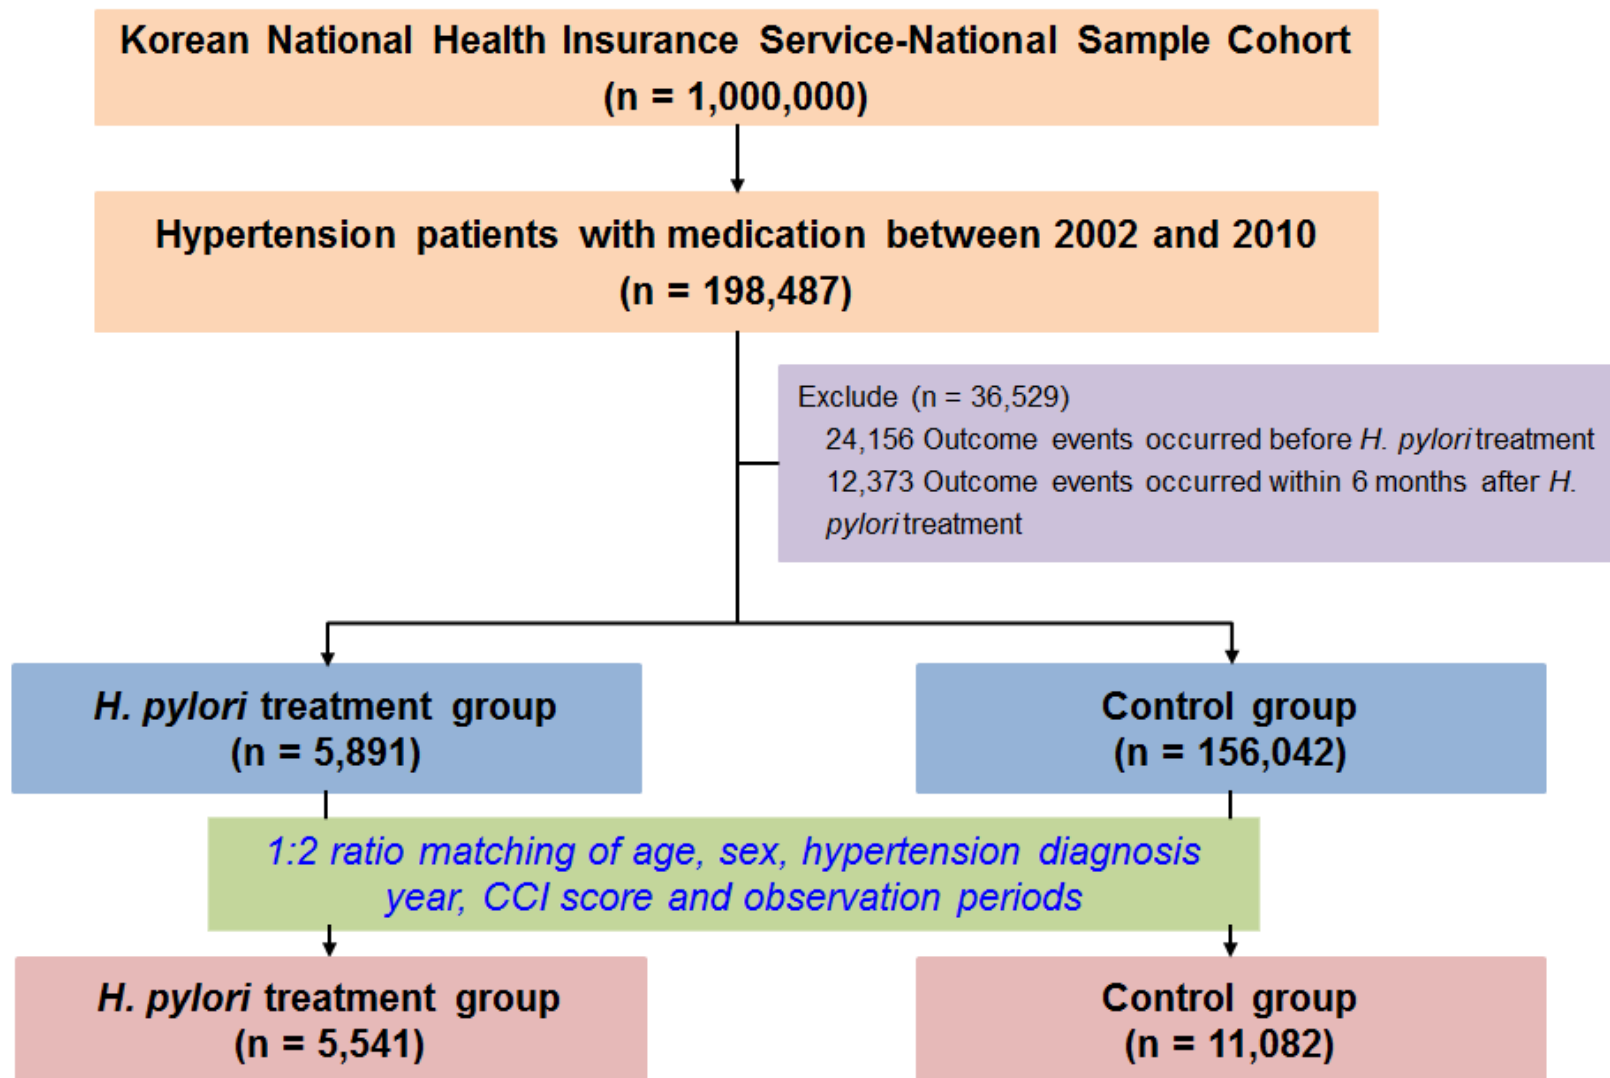 Korean National Health Insurance Service-National Sample Cohort
(n = 1,000,000)
Hypertension patients with medication between 2002 and 2010
(n = 198,487)
Exclude (n = 36,529)
24,156 Outcome events occurred before H. pylori treatment
12,373 Outcome events occurred within 6 months after H.
pylori treatment
H. pylori treatment group
(n = 5,891)
Control group
(n = 156,042)
1:2 ratio matching of age, sex, hypertension diagnosis
year, CCI score and observation periods
H. pylori treatment group
(n = 5,541)
Control group
(n = 11,082)